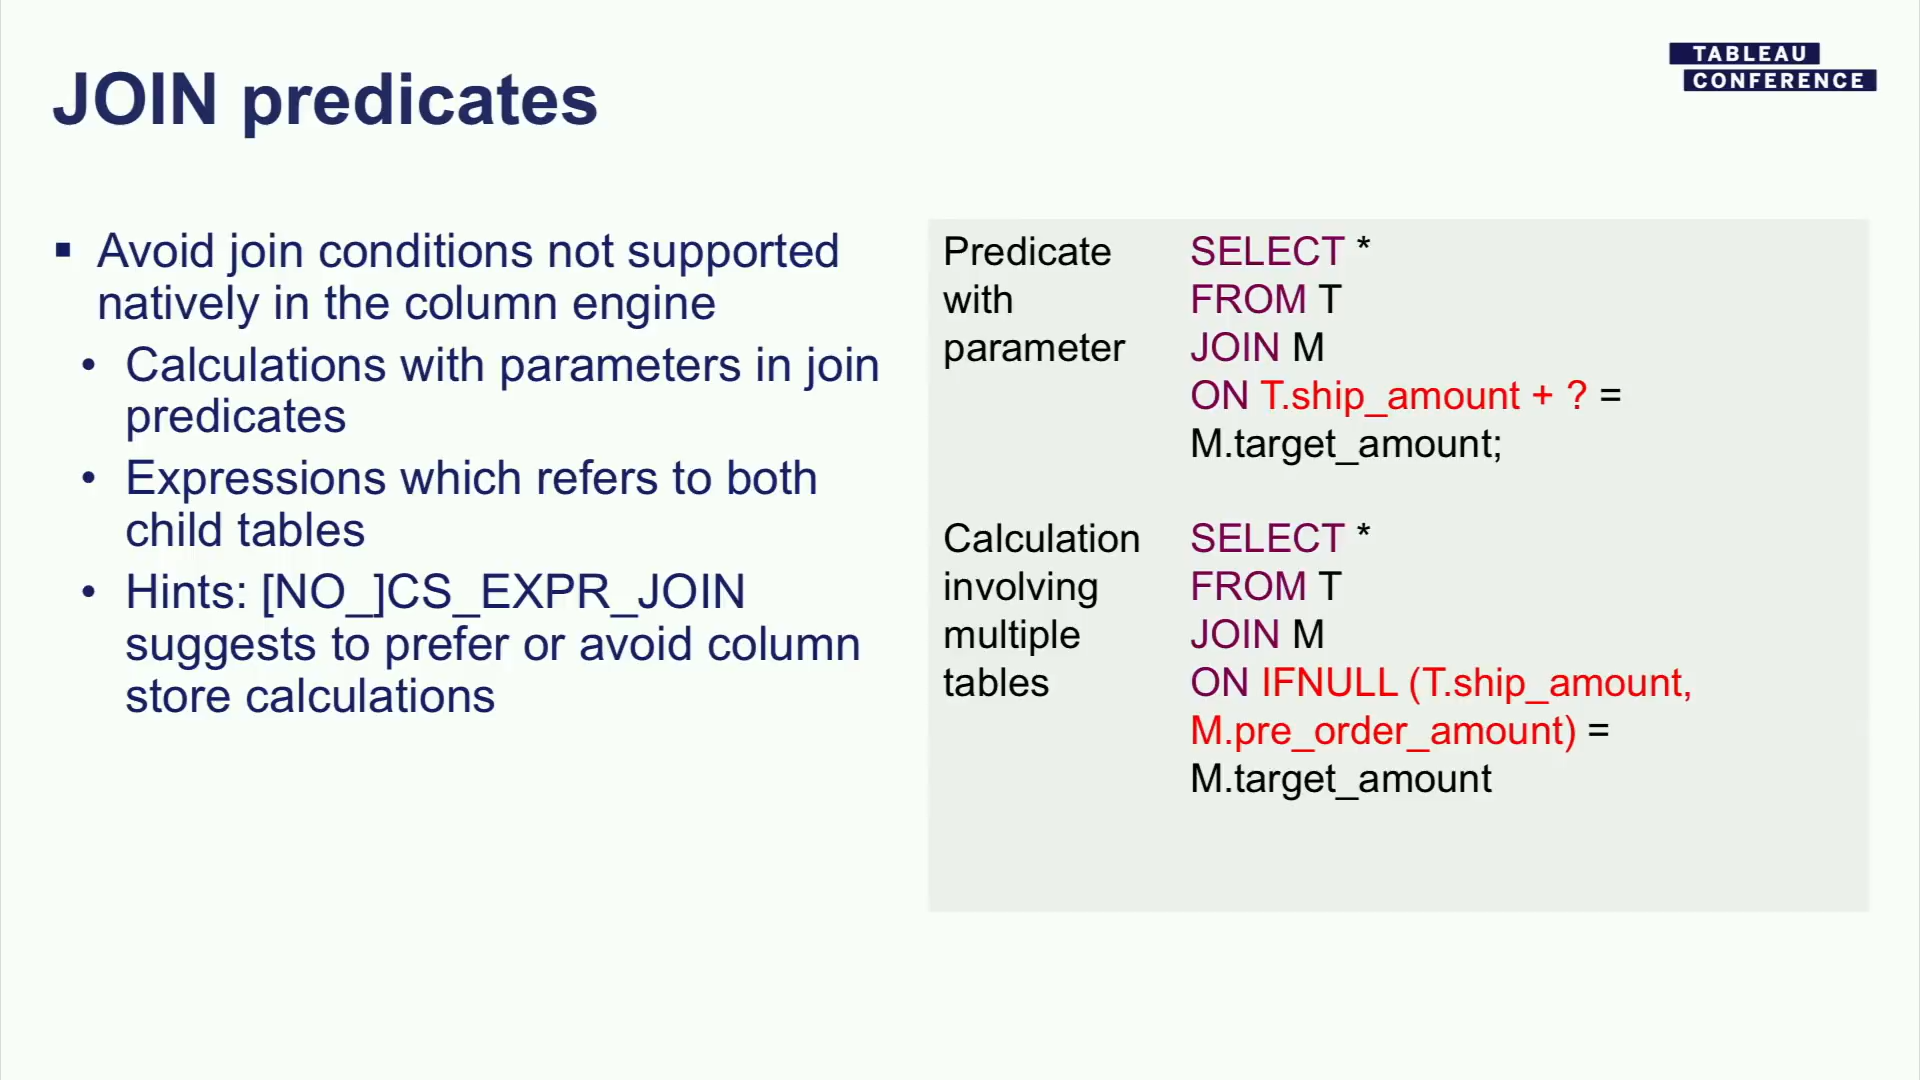 JOIN predicates
TABLEAU
CONFERENCE
▪ Avoid join conditions not supported
natively in the column engine
• Calculations with parameters in join
predicates
• Expressions which refers to both
child tables
• Hints: [NO_]CS_EXPR_JOIN
suggests to prefer or avoid column
store calculations
Predicate
with
parameter
SELECT *
FROM T
JOIN M
ON T.ship_amount + ? =
M.target_amount;
Calculation
involving
multiple
tables
SELECT *
FROM T
JOIN M
ON IFNULL (T.ship_amount,
M.pre_order_amount) =
M.target_amount